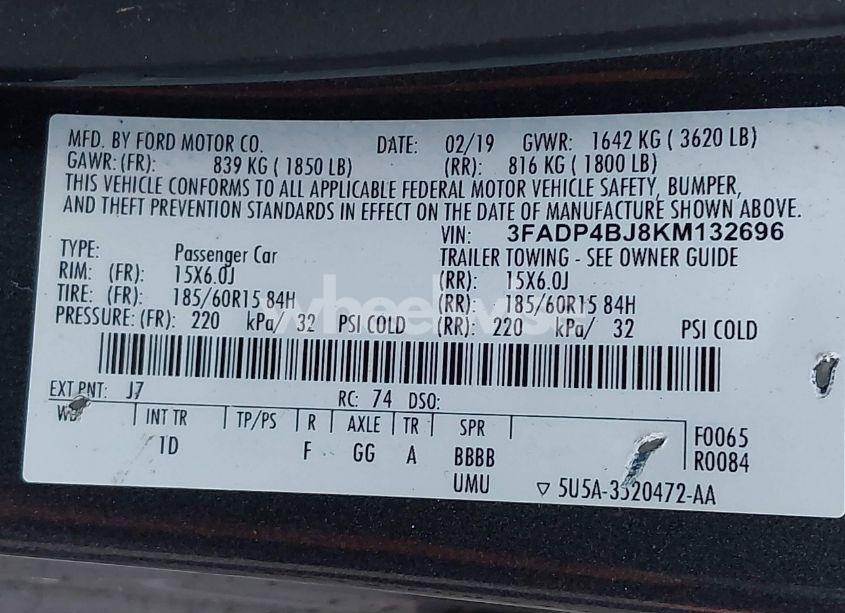 MFD. BY FORD MOTOR CO. DATE: 02/19 GVWR: 1642 KG ( 3620 LB)
GAWR: (FR): 839 KG ( 1850 LB) (RR): 816 KG ( 1800 LB)
THIS VEHICLE CONFORMS TO ALL APPLICABLE FEDERAL MOTOR VEHICLE SAFETY, BUMPER,
AND THEFT PREVENTION STANDARDS IN EFFECT ON THE DATE OF MANUFACTURE SHOWN ABOVE.
VIN: 3FADP4BJ8KM132696
TYPE: Passenger Car TRAILER TOWING - SEE OWNER GUIDE
RIM: (FR): 15X6.0J (RR): 15X6.0J
TIRE: (FR): 185/60R15 84H (RR): 185/60R15 84H
PRESSURE: (FR): 220 kPa/ 32 PSI COLD (RR): 220 kPa/ 32 PSI COLD
EXT PNT: J7 RC: 74 DSO:
INT TR TP/PS R AXLE TR SPR F0065
1D F GG A BBBB R0084
UMU 5U5A-3520472-AA